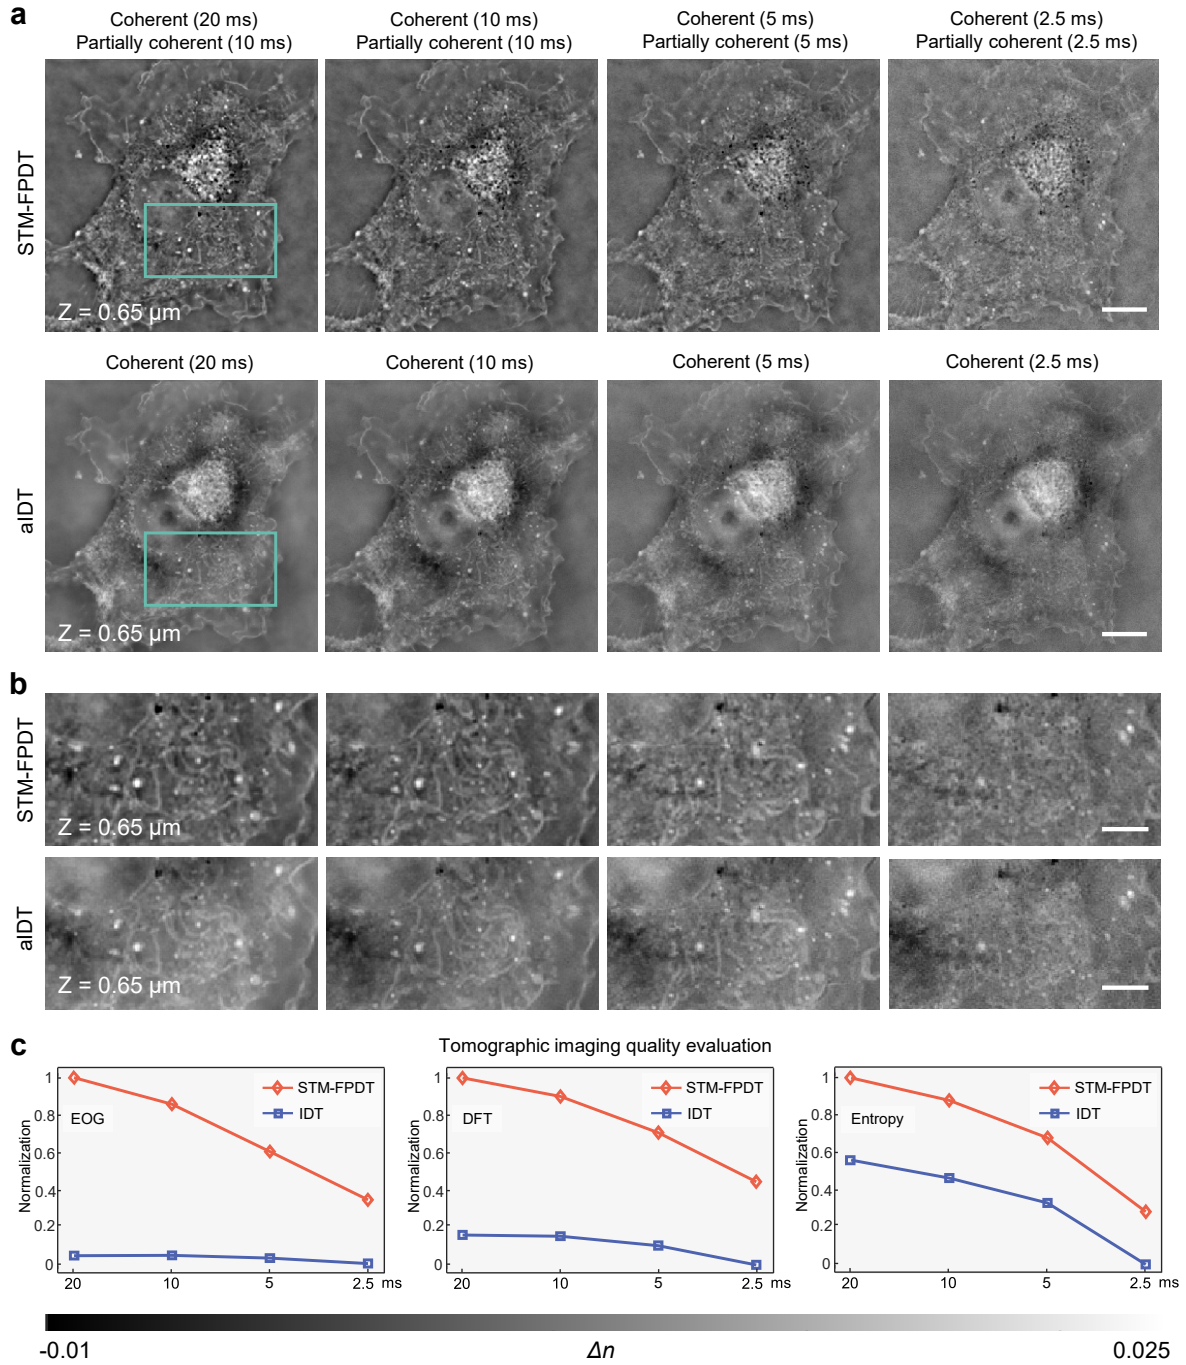 a
Coherent (20 ms)
Partially coherent (10 ms)
Coherent (10 ms)
Partially coherent (10 ms)
Coherent (5 ms)
Partially coherent (5 ms)
Coherent (2.5 ms)
Partially coherent (2.5 ms)
STM-FPDT
Z = 0.65 µm
Coherent (20 ms)
Coherent (10 ms)
Coherent (5 ms)
Coherent (2.5 ms)
aIDT
Z = 0.65 µm
b
STM-FPDT
Z = 0.65 µm
aIDT
Z = 0.65 µm
c
Tomographic imaging quality evaluation
Normalization
1
0.8
0.6
0.4
0.2
0
EOG
STM-FPDT
IDT
20
10
5
2.5
ms
Normalization
1
0.8
0.6
0.4
0.2
0
DFT
STM-FPDT
IDT
20
10
5
2.5
ms
Normalization
1
0.8
0.6
0.4
0.2
0
Entropy
STM-FPDT
IDT
20
10
5
2.5
ms
-0.01
Δn
0.025